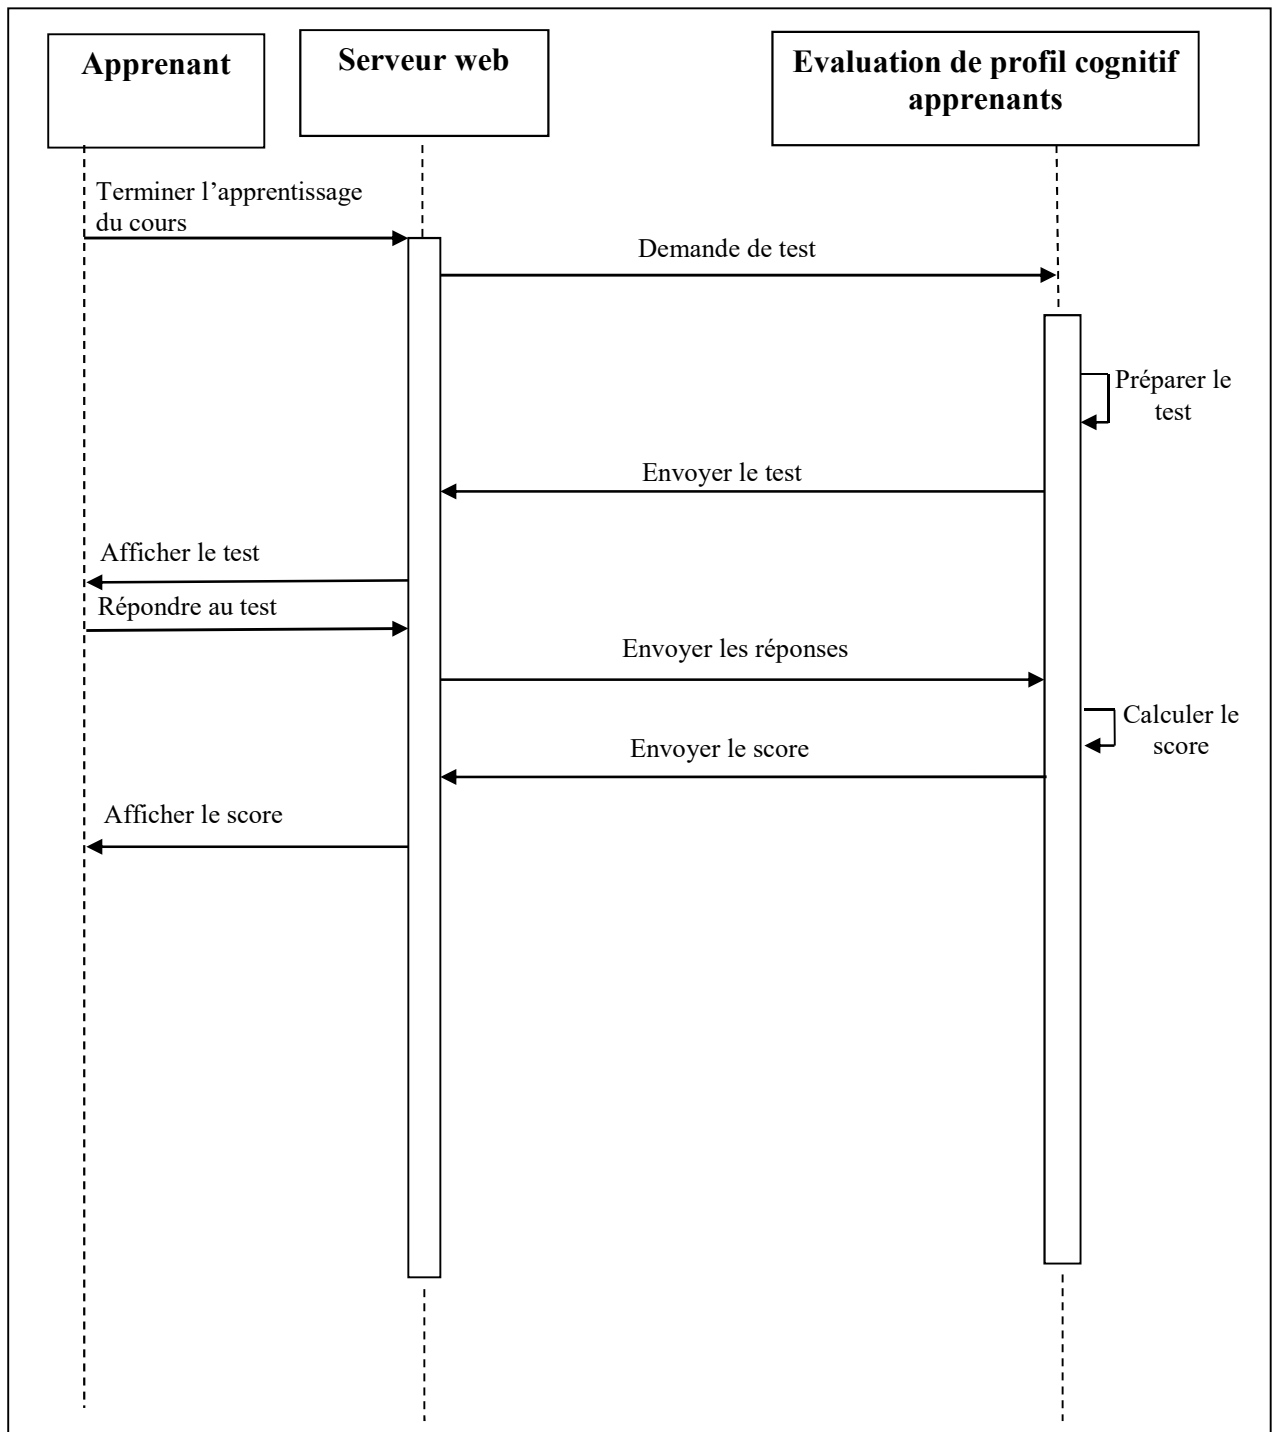 Apprenant
Serveur web
Evaluation de profil cognitif
apprenants
Terminer l’apprentissage
du cours
Demande de test
Préparer le
test
Envoyer le test
Afficher le test
Répondre au test
Envoyer les réponses
Calculer le
score
Envoyer le score
Afficher le score